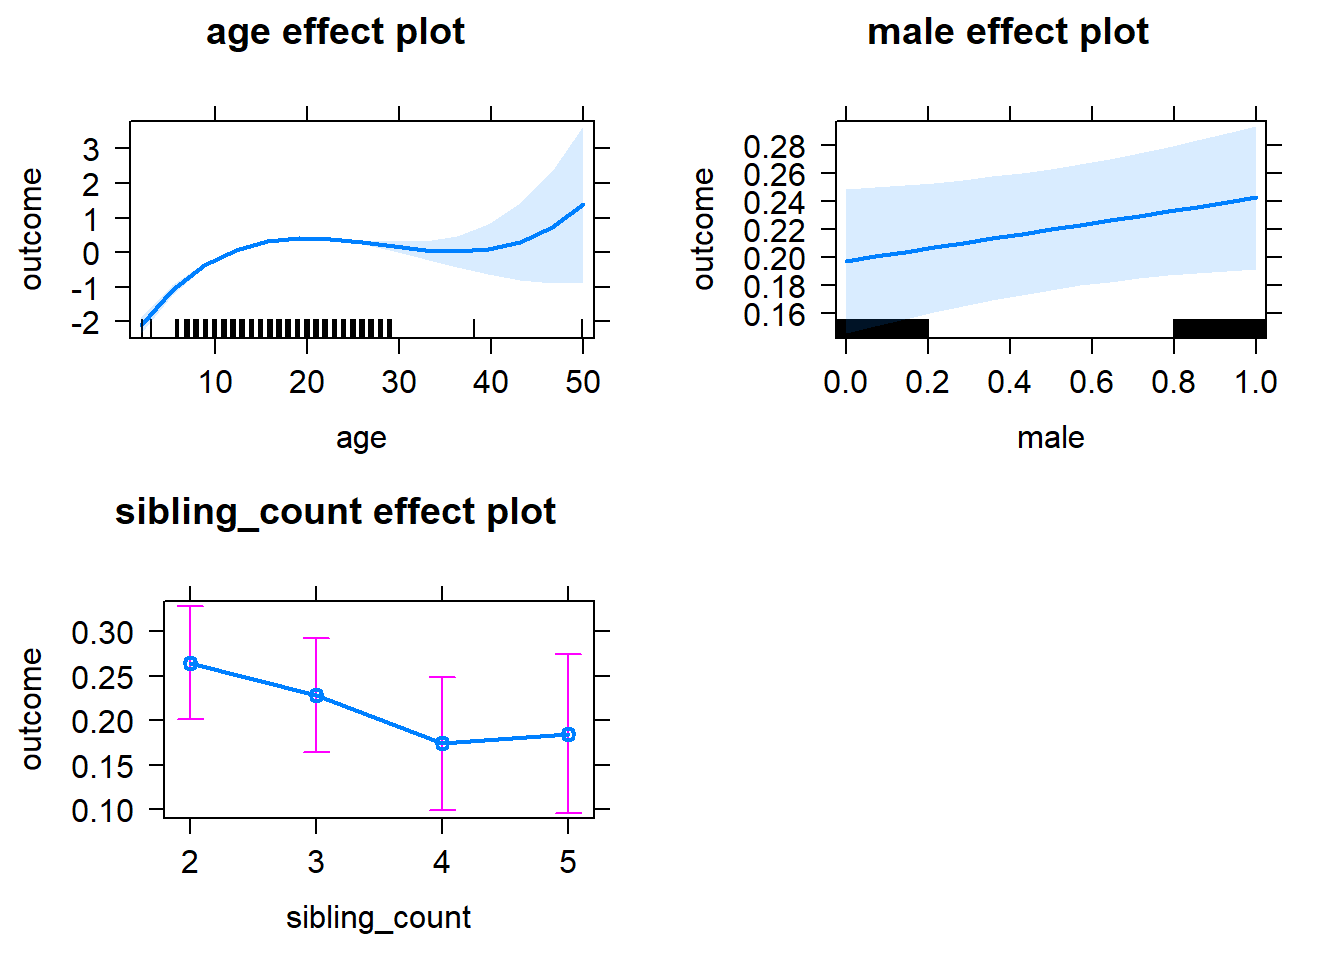 age effect plot
outcome
3
2
1
0
-1
-2
10 20 30 40 50
age
male effect plot
outcome
0.28
0.26
0.24
0.22
0.20
0.18
0.16
0.0 0.2 0.4 0.6 0.8 1.0
male
sibling_count effect plot
outcome
0.30
0.25
0.20
0.15
0.10
2 3 4 5
sibling_count